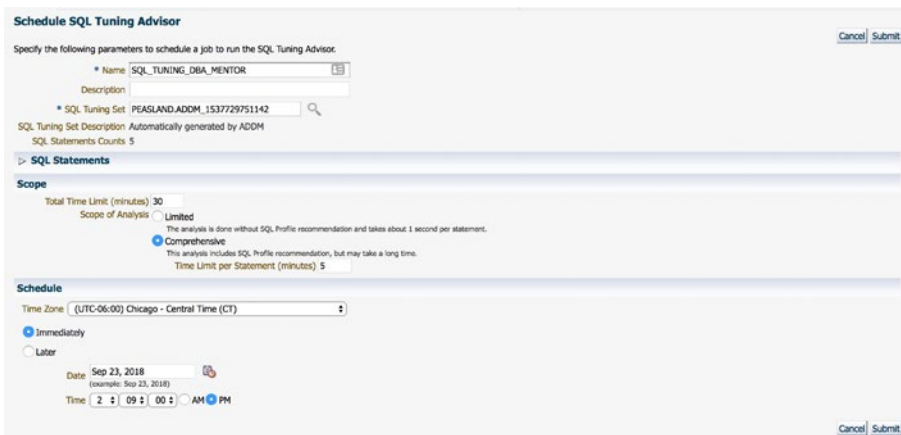 Schedule SQL Tuning Advisor
Cancel Submit
Specify the following parameters to schedule a job to run the SQL Tuning Advisor.
* Name SQL_TUNING_DBA_MENTOR
Description
* SQL Tuning Set PEASLAND.ADDM_1537729751142
SQL Tuning Set Description Automatically generated by ADDM
SQL Statements Counts 5
SQL Statements
Scope
Total Time Limit (minutes) 30
Scope of Analysis Limited
The analysis is done without SQL Profile recommendation and takes about 1 second per statement.
Comprehensive
This analysis includes SQL Profile recommendation, but may take a long time.
Time Limit per Statement (minutes) 5
Schedule
Time Zone (UTC-06:00) Chicago - Central Time (CT)
Immediately
Later
Date Sep 23, 2018
(example: Sep 23, 2018)
Time 2 09 00 AM PM
Cancel Submit